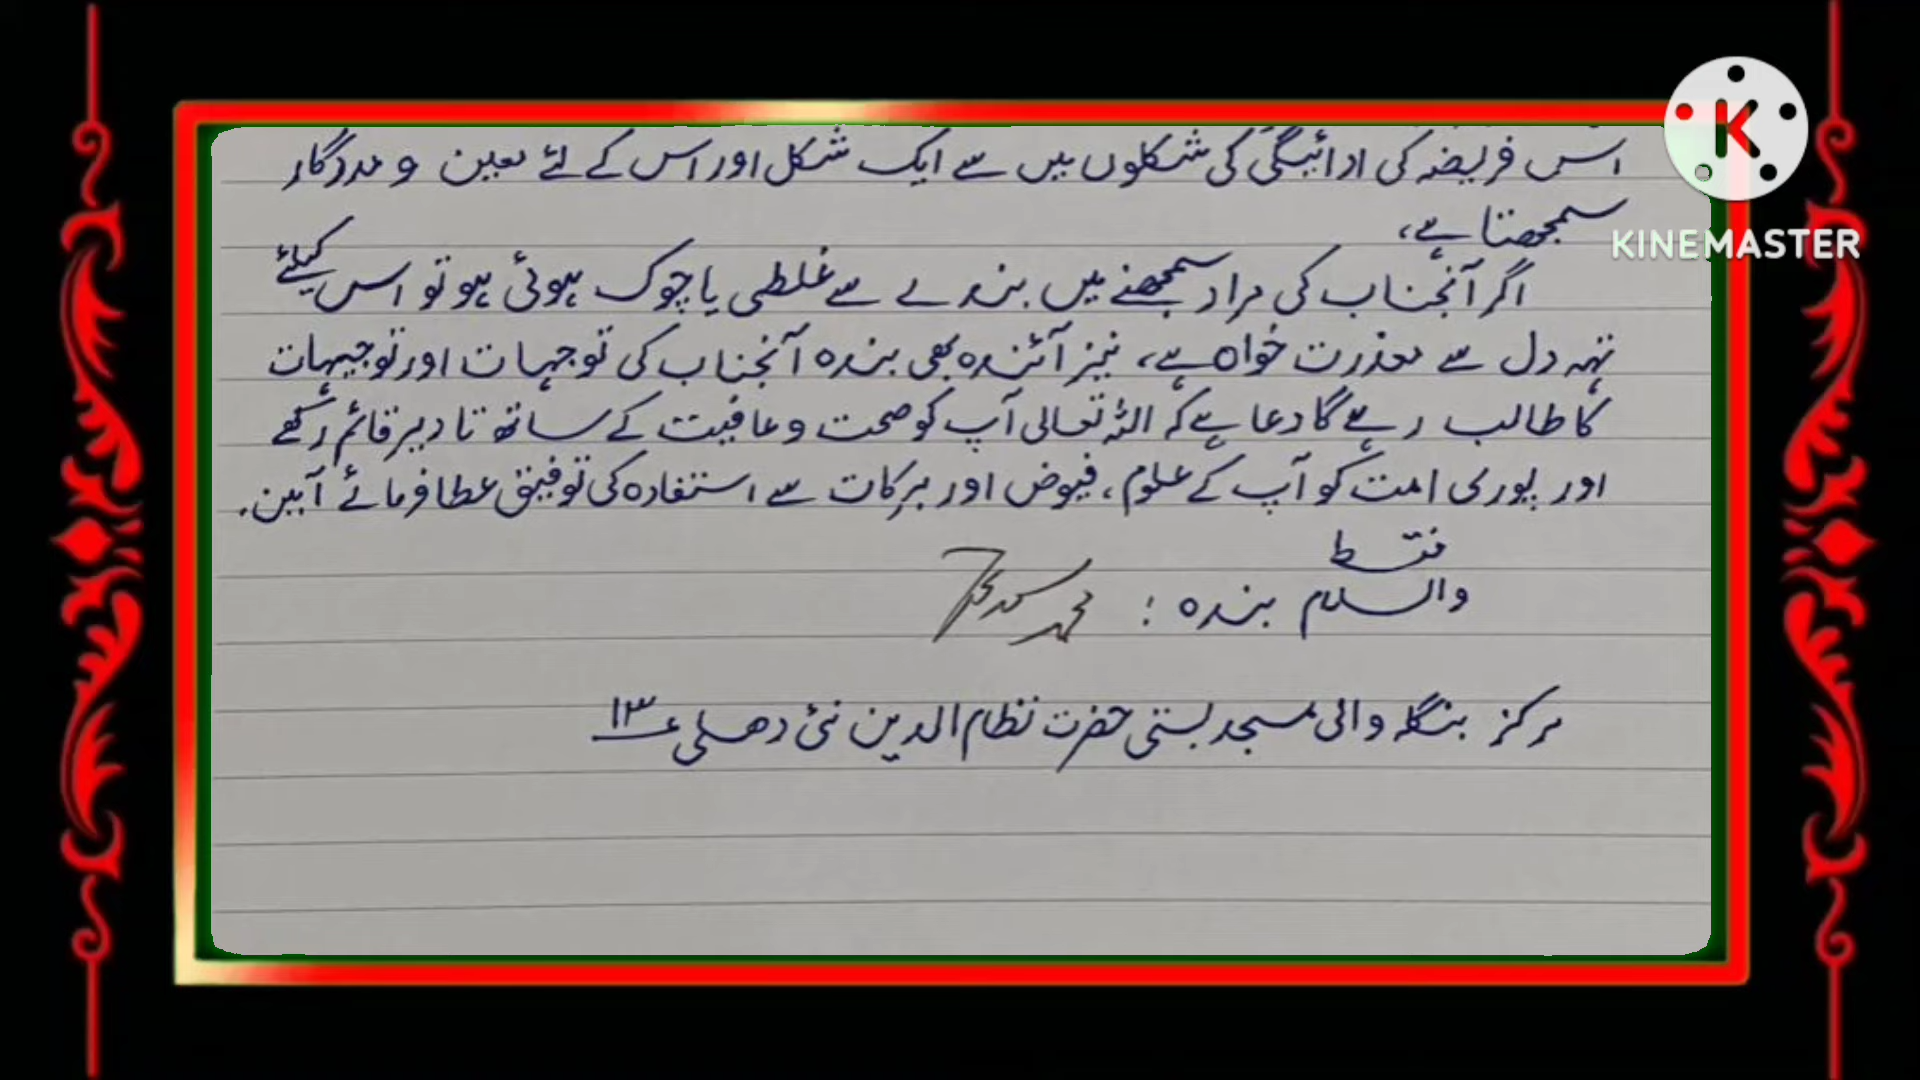 اس فریضہ کی ادائیگی کی شکلوں میں سے ایک شکل اور اس کے لئے معین و مددگار
سمجھتا ہے،
اگر آنجناب کی مراد سمجھنے میں بندے سے غلطی یا چوک ہوئی ہو تو اس کیلئے
تہہ دل سے معذرت خواہ ہے، نیز آئندہ بھی بندہ آنجناب کی توجہات اور توجیہات
کا طالب رہے گا دعا ہے کہ اللہ تعالی آپ کو صحت و عافیت کے ساتھ تا دیر قائم رکھے
اور پوری امت کو آپ کے علوم، فیوض اور برکات سے استفادہ کی توفیق عطا فرمائے آمین۔
فقط
والسلام بندہ : محمد سعد
مرکز بنگلہ والی مسجد بستی حضرت نظام الدین نئی دھلی ۱۳
K
KINEMASTER